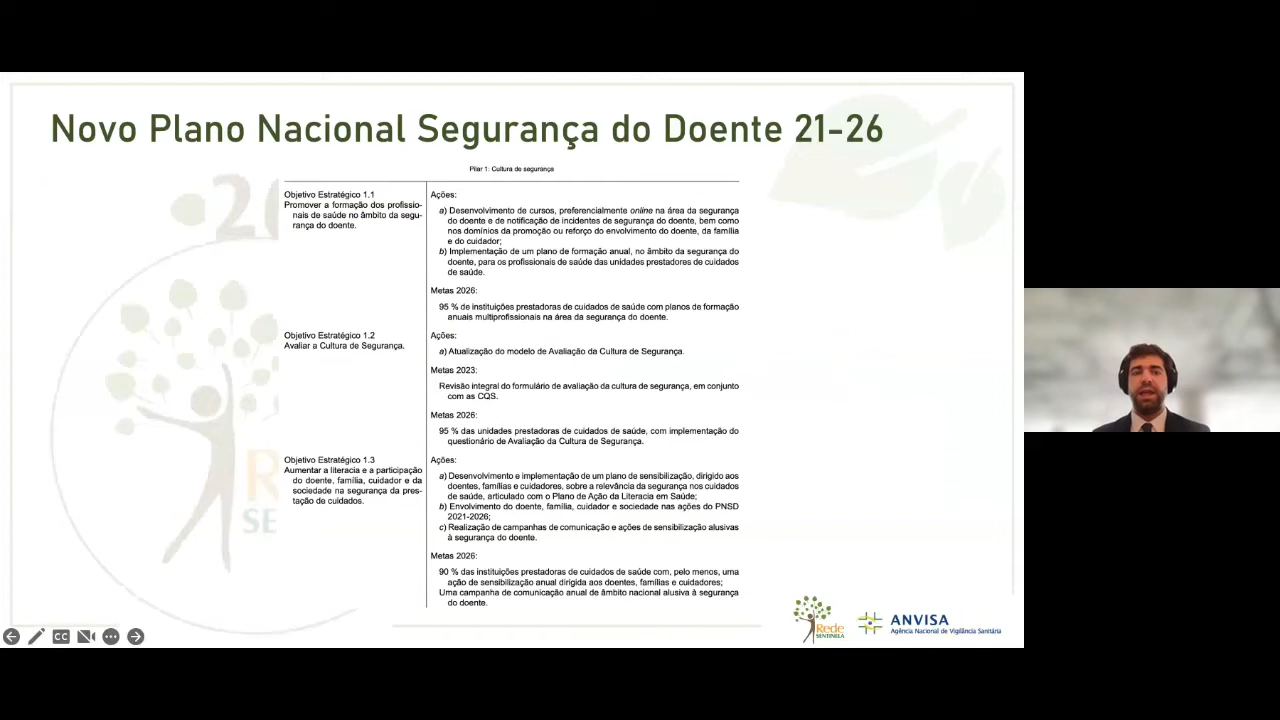 Novo Plano Nacional Segurança do Doente 21-26
Pilar 1: Cultura de segurança
Objetivo Estratégico 1.1
Promover a formação dos profissio-
nais de saúde no âmbito da segu-
rança do doente.
Ações:
a) Desenvolvimento de cursos, preferencialmente online na área da segurança
do doente e de notificação de incidentes de segurança do doente, bem como
nos domínios da promoção ou reforço do envolvimento do doente, da família
e do cuidador;
b) Implementação de um plano de formação anual, no âmbito da segurança do
doente, para os profissionais de saúde das unidades prestadoras de cuidados
de saúde.
Metas 2026:
95 % de instituições prestadoras de cuidados de saúde com planos de formação
anuais multiprofissionais na área da segurança do doente.
Objetivo Estratégico 1.2
Avaliar a Cultura de Segurança.
Ações:
a) Atualização do modelo de Avaliação da Cultura de Segurança.
Metas 2023:
Revisão integral do formulário de avaliação da cultura de segurança, em conjunto
com as CQS.
Metas 2026:
95 % das unidades prestadoras de cuidados de saúde, com implementação do
questionário de Avaliação da Cultura de Segurança.
Objetivo Estratégico 1.3
Aumentar a literacia e a participação
do doente, família, cuidador e da
sociedade na segurança da pres-
tação de cuidados.
Ações:
a) Desenvolvimento e implementação de um plano de sensibilização, dirigido aos
doentes, famílias e cuidadores, sobre a relevância da segurança nos cuidados
de saúde, articulado com o Plano de Ação da Literacia em Saúde;
b) Envolvimento do doente, família, cuidador e sociedade nas ações do PNSD
2021-2026;
c) Realização de campanhas de comunicação e ações de sensibilização alusivas
à segurança do doente.
Metas 2026:
90 % das instituições prestadoras de cuidados de saúde com, pelo menos, uma
ação de sensibilização anual dirigida aos doentes, famílias e cuidadores;
Uma campanha de comunicação anual de âmbito nacional alusiva à segurança
do doente.
Rede
SENTINELA
ANVISA
Agência Nacional de Vigilância Sanitária
CC